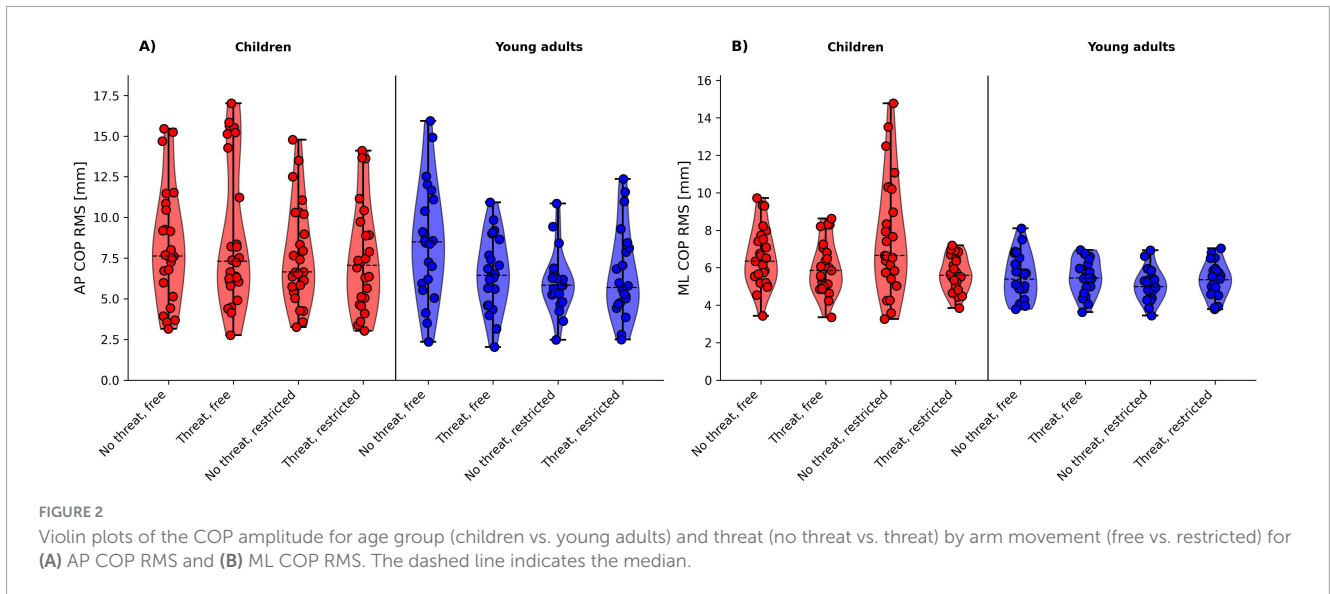 A) Children Young adults
AP COP RMS [mm]
17.5
15.0
12.5
10.0
7.5
5.0
2.5
0.0
No threat, free
Threat, free
No threat, restricted
Threat, restricted
No threat, free
Threat, free
No threat, restricted
Threat, restricted
B) Children Young adults
ML COP RMS [mm]
16
14
12
10
8
6
4
2
0
No threat, free
Threat, free
No threat, restricted
Threat, restricted
No threat, free
Threat, free
No threat, restricted
Threat, restricted
FIGURE 2
Violin plots of the COP amplitude for age group (children vs. young adults) and threat (no threat vs. threat) by arm movement (free vs. restricted) for
(A) AP COP RMS and (B) ML COP RMS. The dashed line indicates the median.